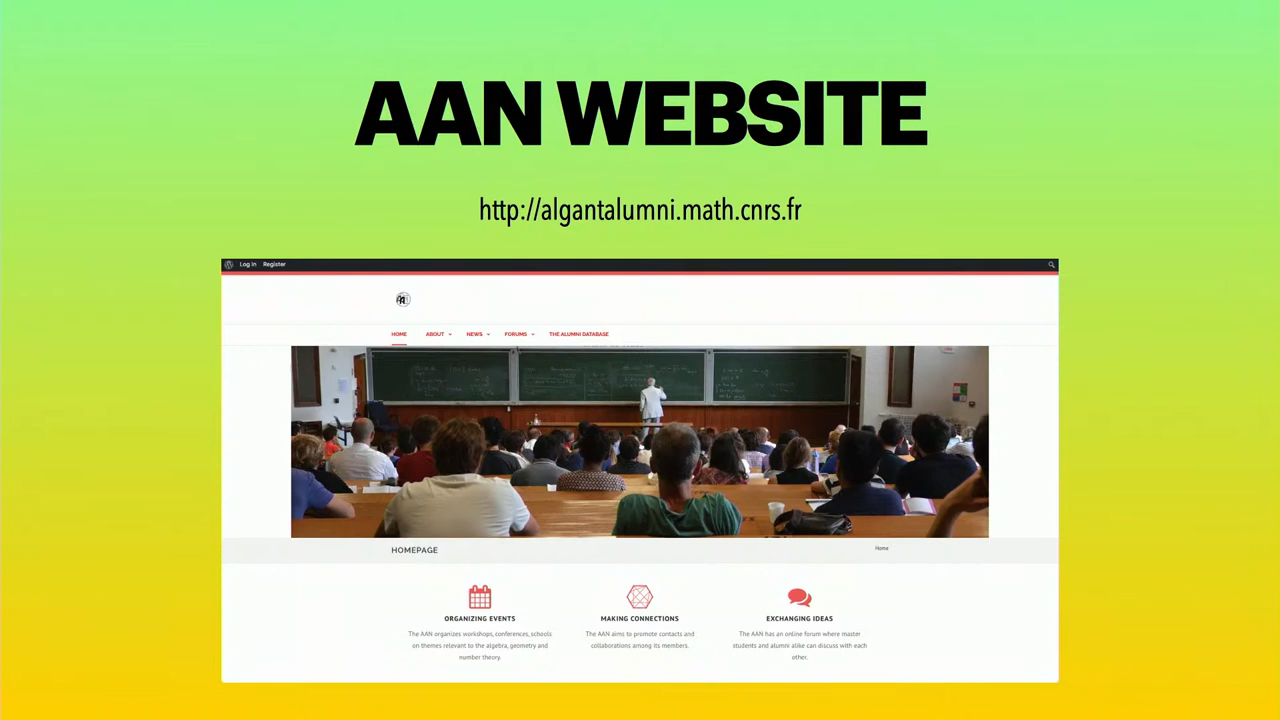 AAN WEBSITE
http://algantalumni.math.cnrs.fr
Log In Register
HOME ABOUT NEWS FORUMS THE ALUMNI DATABASE
HOMEPAGE
Home
ORGANIZING EVENTS
The AAN organizes workshops, conferences, schools
on themes relevant to the algebra, geometry and
number theory.
MAKING CONNECTIONS
The AAN aims to promote contacts and
collaborations among its members.
EXCHANGING IDEAS
The AAN has an online forum where master
students and alumni alike can discuss with each
other.